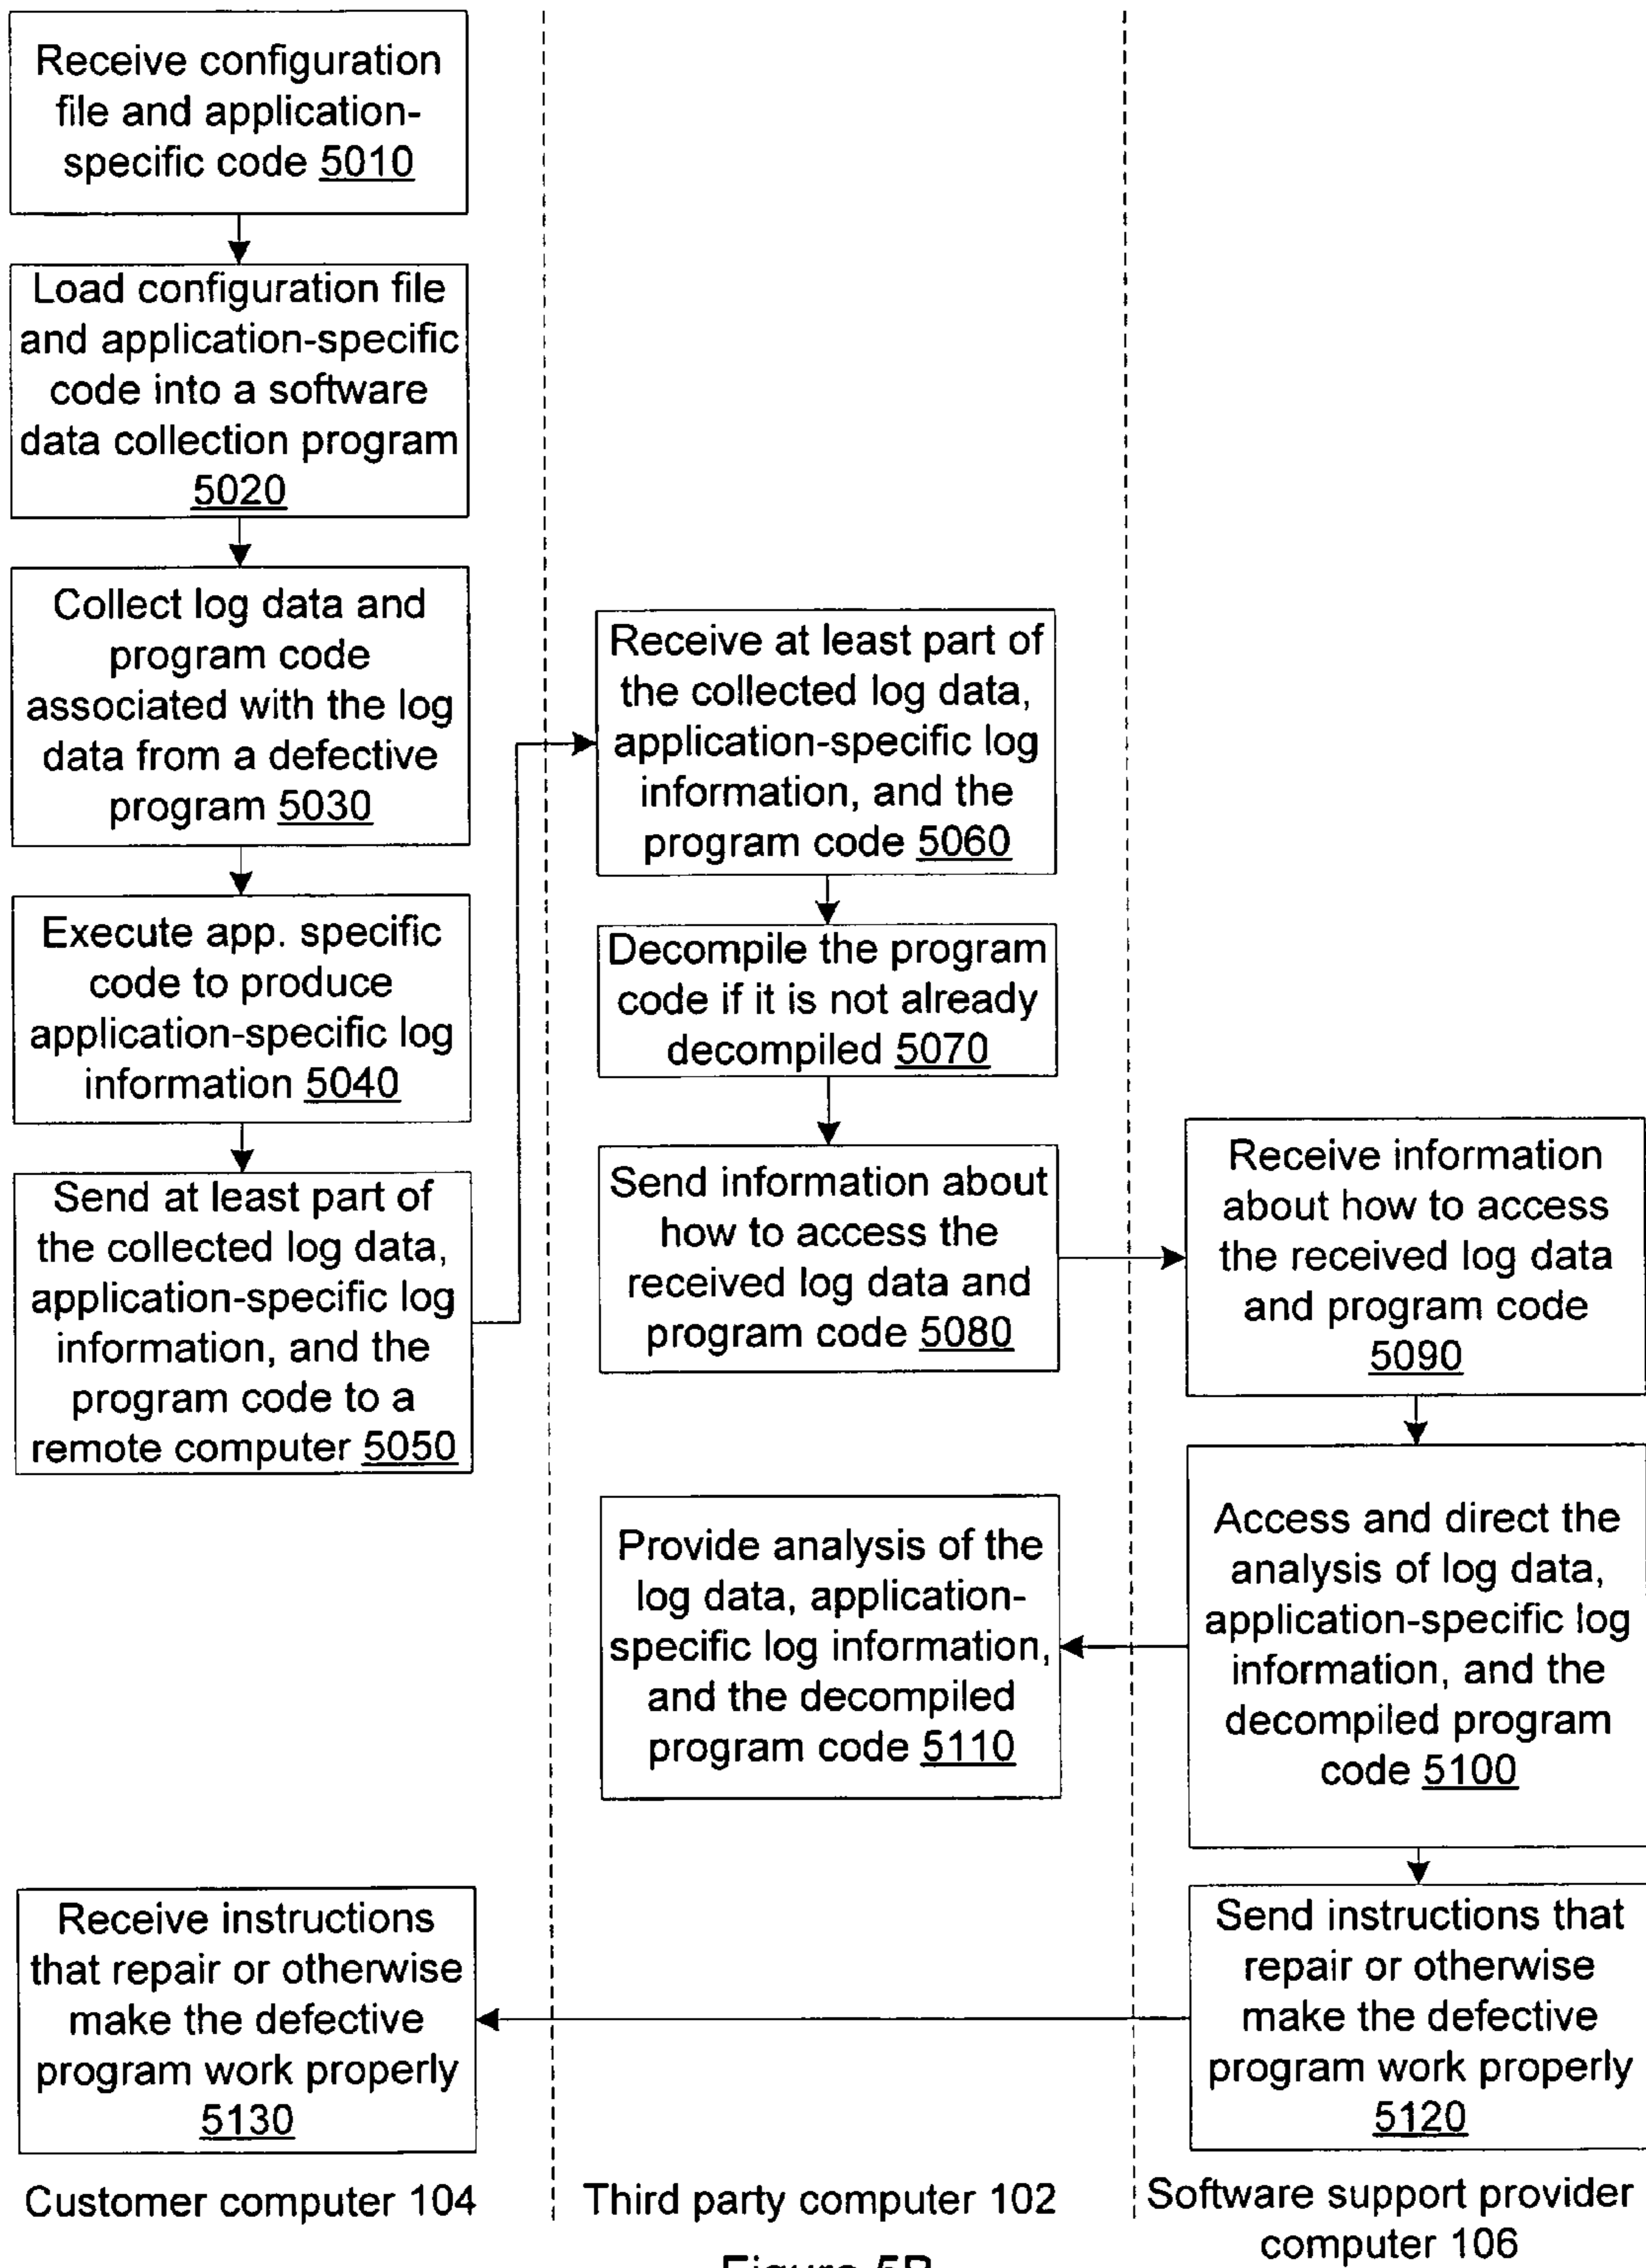 Receive configuration
file and application-
specific code 5010
Load configuration file
and application-specific
code into a software
data collection program
5020
Collect log data and
program code
associated with the log
data from a defective
program 5030
Execute app. specific
code to produce
application-specific log
information 5040
Send at least part of
the collected log data,
application-specific log
information, and the
program code to a
remote computer 5050
Receive at least part of
the collected log data,
application-specific log
information, and the
program code 5060
Decompile the program
code if it is not already
decompiled 5070
Send information about
how to access the
received log data and
program code 5080
Receive information
about how to access
the received log data
and program code
5090
Access and direct the
analysis of log data,
application-specific log
information, and the
decompiled program
code 5100
Provide analysis of the
log data, application-
specific log information,
and the decompiled
program code 5110
Send instructions that
repair or otherwise
make the defective
program work properly
5120
Receive instructions
that repair or otherwise
make the defective
program work properly
5130
Customer computer 104
Third party computer 102
Software support provider
computer 106
Figure 5B